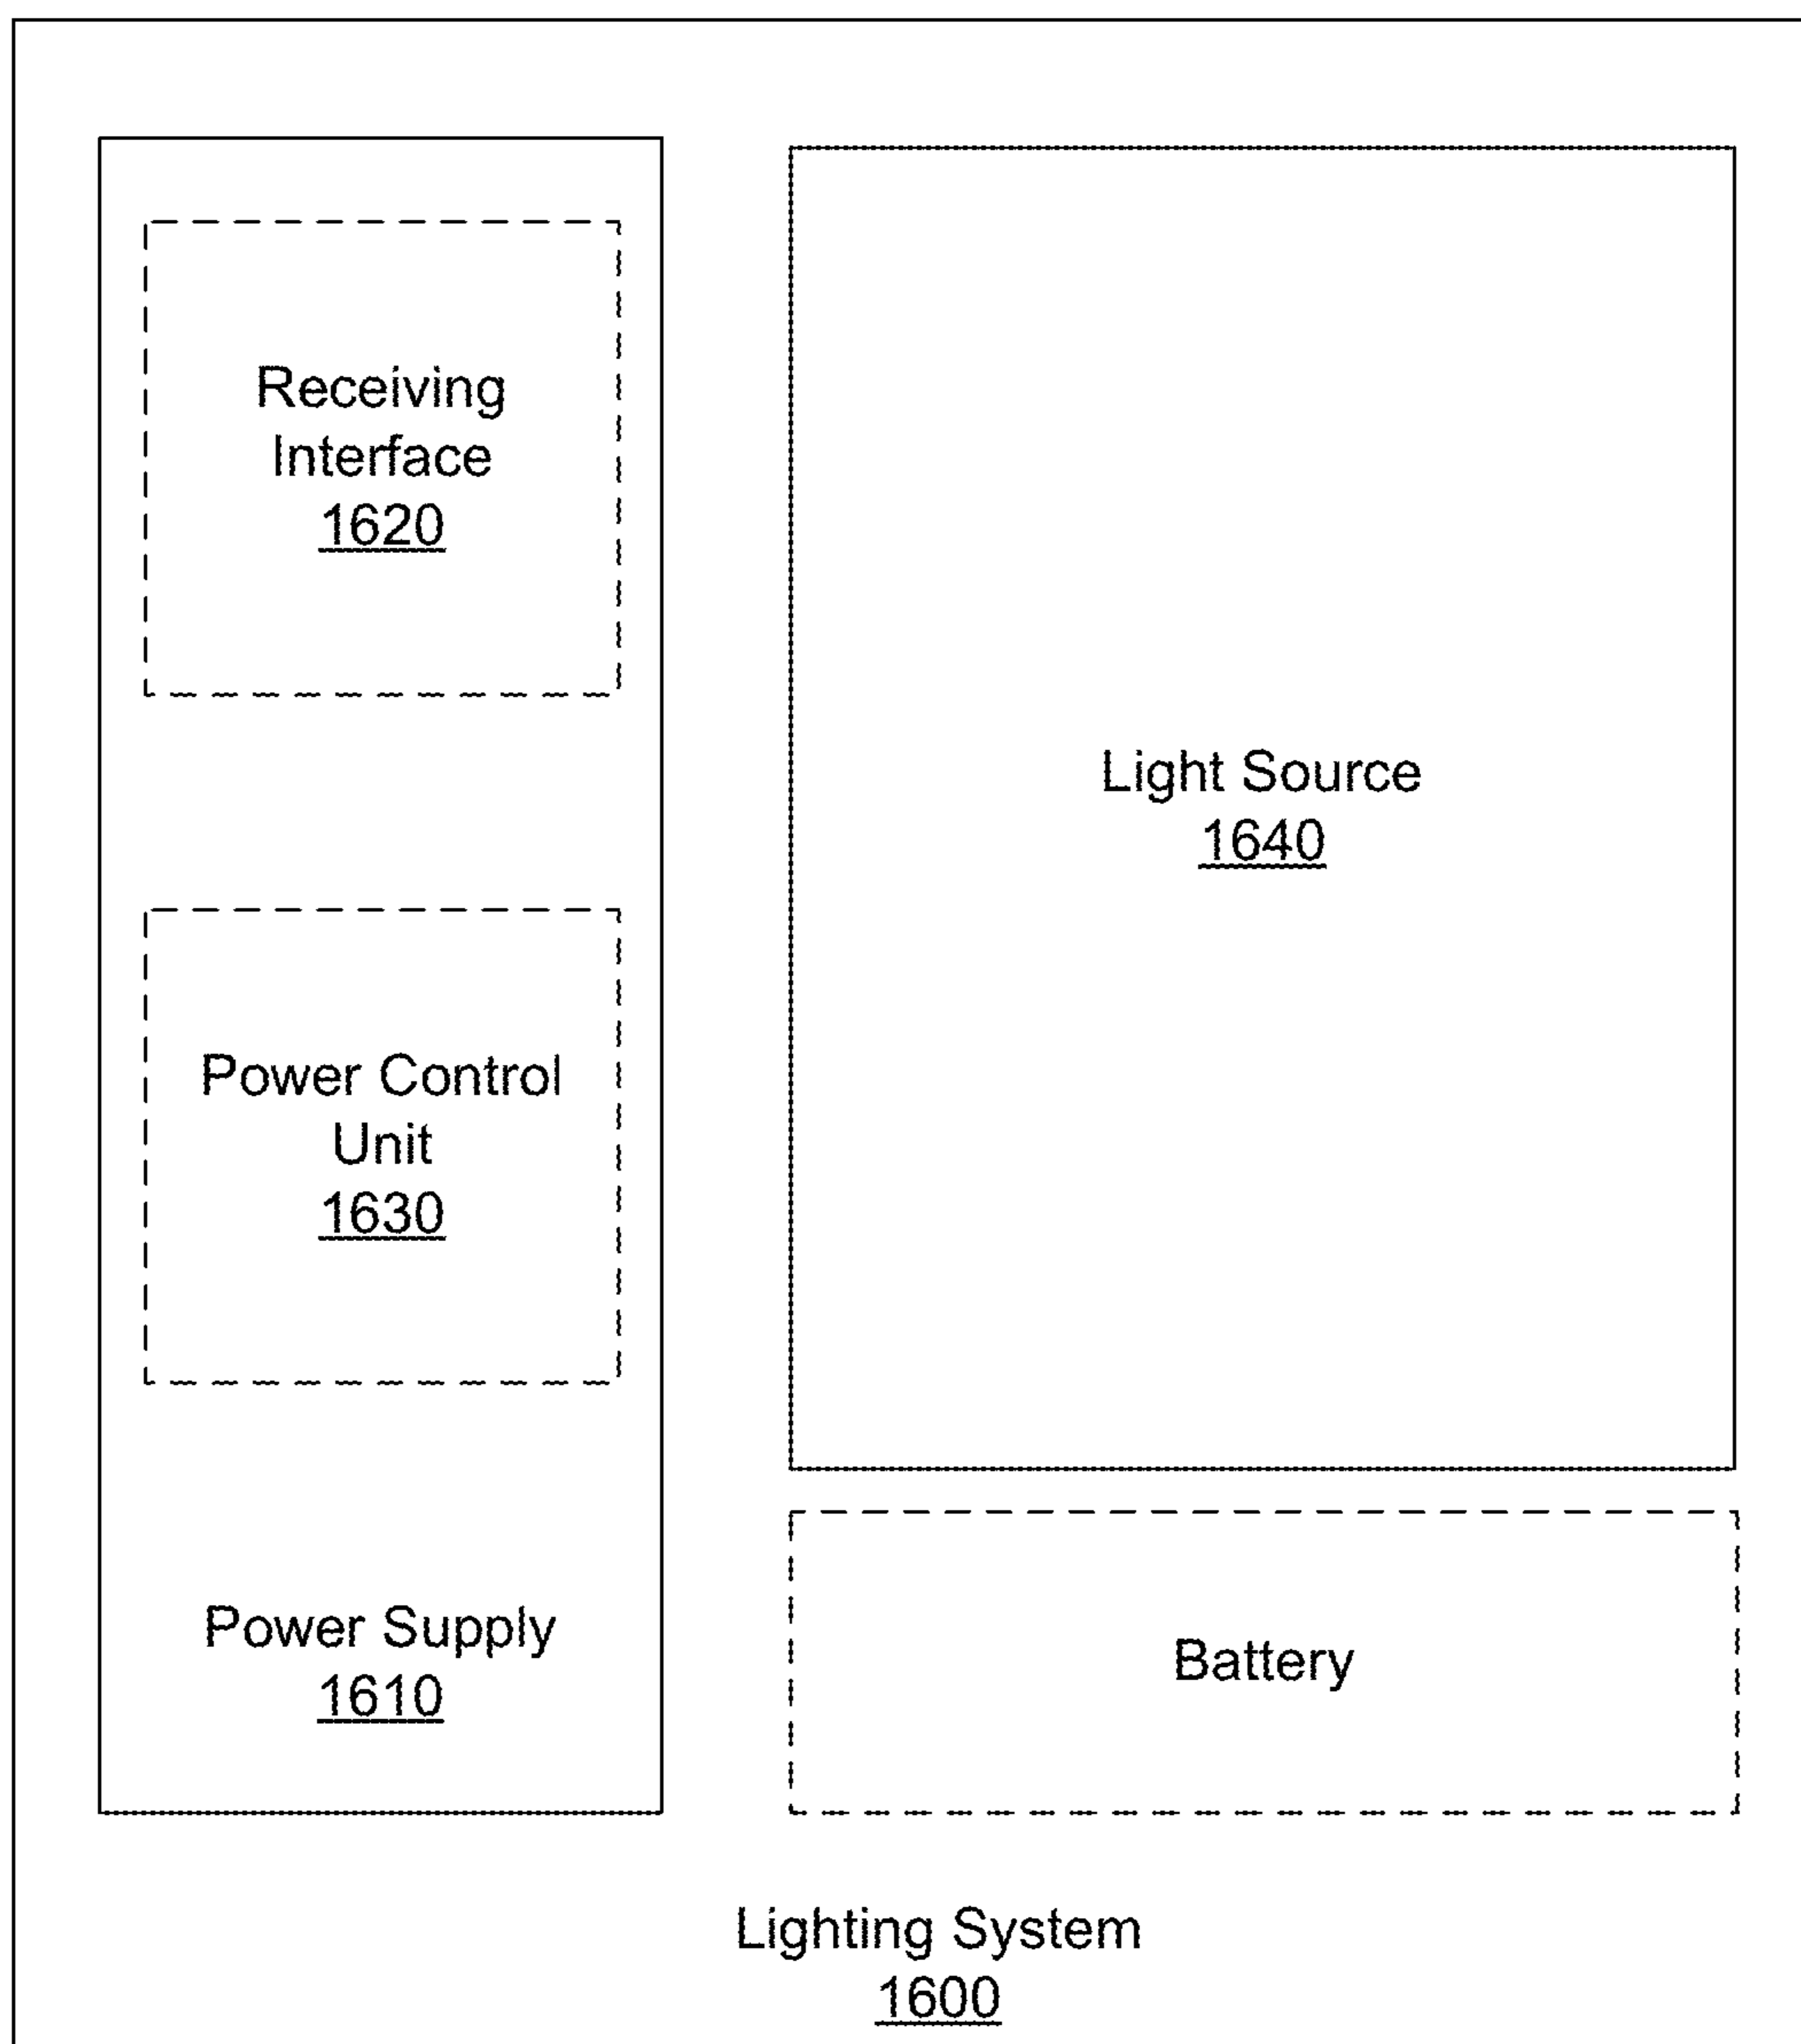 Receiving
Interface
1620
Power Control
Unit
1630
Power Supply
1610
Light Source
1640
Battery
Lighting System
1600